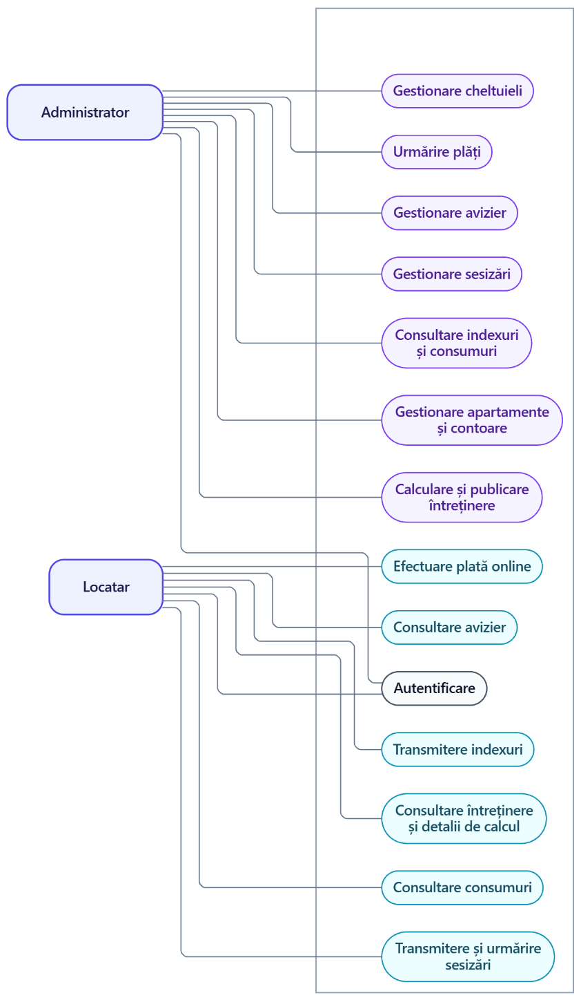 Administrator
Gestionare cheltuieli
Urmărire plăți
Gestionare avizier
Gestionare sesizări
Consultare indexuri
și consumuri
Gestionare apartamente
și contoare
Calculare și publicare
întreținere
Locatar
Efectuare plată online
Consultare avizier
Autentificare
Transmitere indexuri
Consultare întreținere
și detalii de calcul
Consultare consumuri
Transmitere și urmărire
sesizări